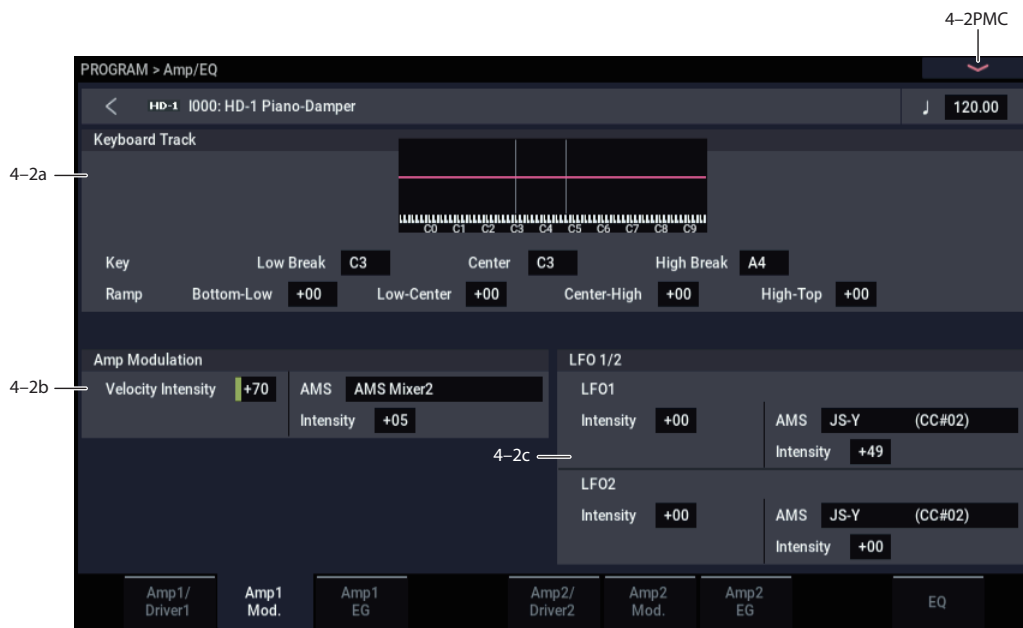 4–2PMC
PROGRAM > Amp/EQ
HD-1 I000: HD-1 Piano-Damper
♩ 120.00
Keyboard Track
4–2a
C0 C1 C2 C3 C4 C5 C6 C7 C8 C9
Key Low Break C3 Center C3 High Break A4
Ramp Bottom-Low +00 Low-Center +00 Center-High +00 High-Top +00
Amp Modulation
4–2b
Velocity Intensity +70 AMS AMS Mixer2
Intensity +05
LFO 1/2
LFO1
Intensity +00 AMS JS-Y (CC#02)
Intensity +49
4–2c
LFO2
Intensity +00 AMS JS-Y (CC#02)
Intensity +00
Amp1/
Driver1
Amp1
Mod.
Amp1
EG
Amp2/
Driver2
Amp2
Mod.
Amp2
EG
EQ